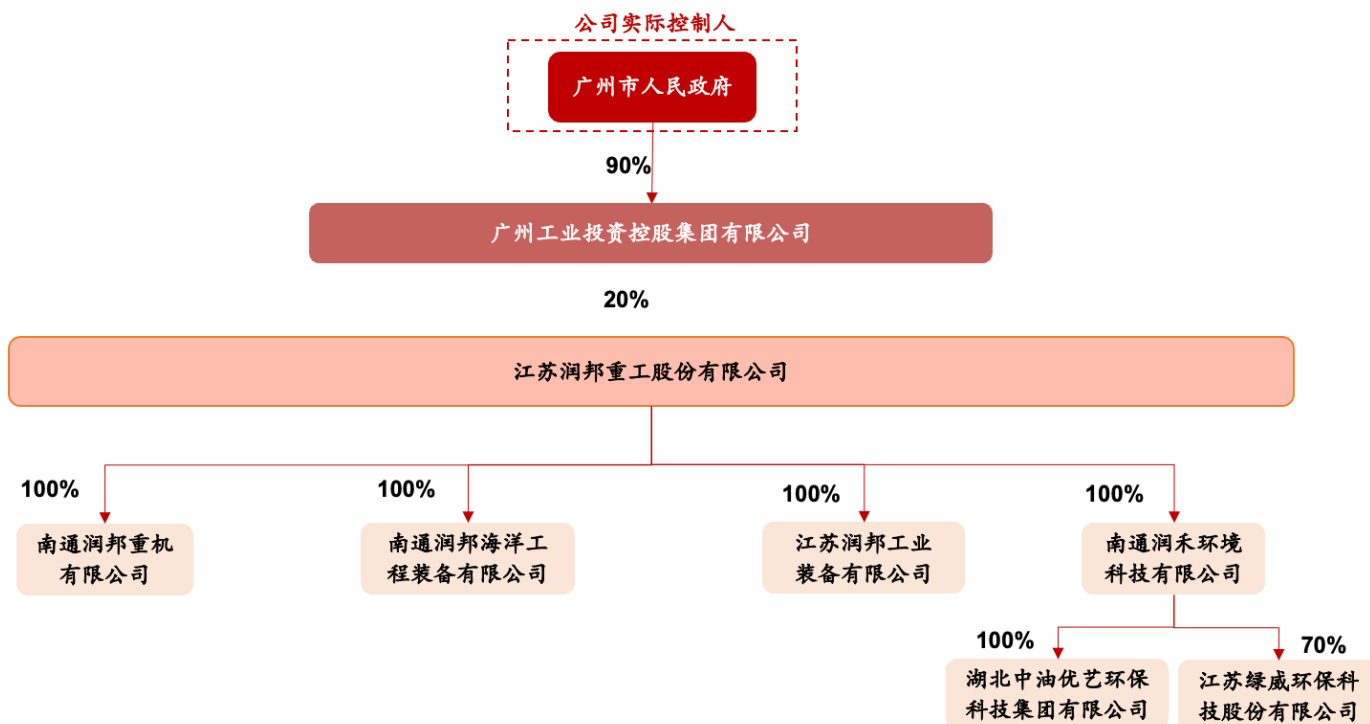 公司实际控制人
广州市人民政府
90%
广州工业投资控股集团有限公司
20%
江苏润邦重工股份有限公司
100%
100%
100%
100%
南通润邦重机
有限公司
南通润邦海洋工
程装备有限公司
江苏润邦工业
装备有限公司
南通润禾环境
科技有限公司
100%
70%
湖北中油优艺环保
科技集团有限公司
江苏绿威环保科
技股份有限公司